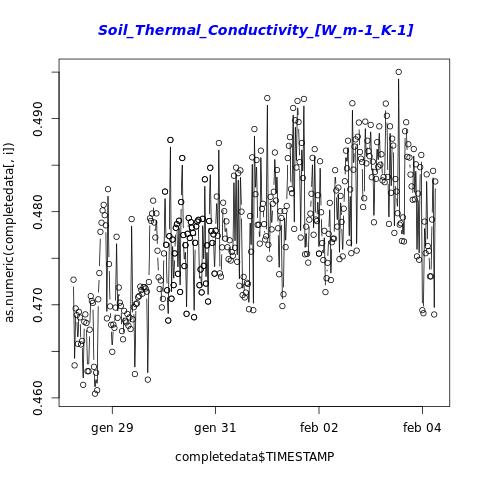 Soil_Thermal_Conductivity_[W_m-1_K-1]
as.numeric(completedata[, i])
0.490
0.480
0.470
0.460
gen 29 gen 31 feb 02 feb 04
completedata$TIMESTAMP